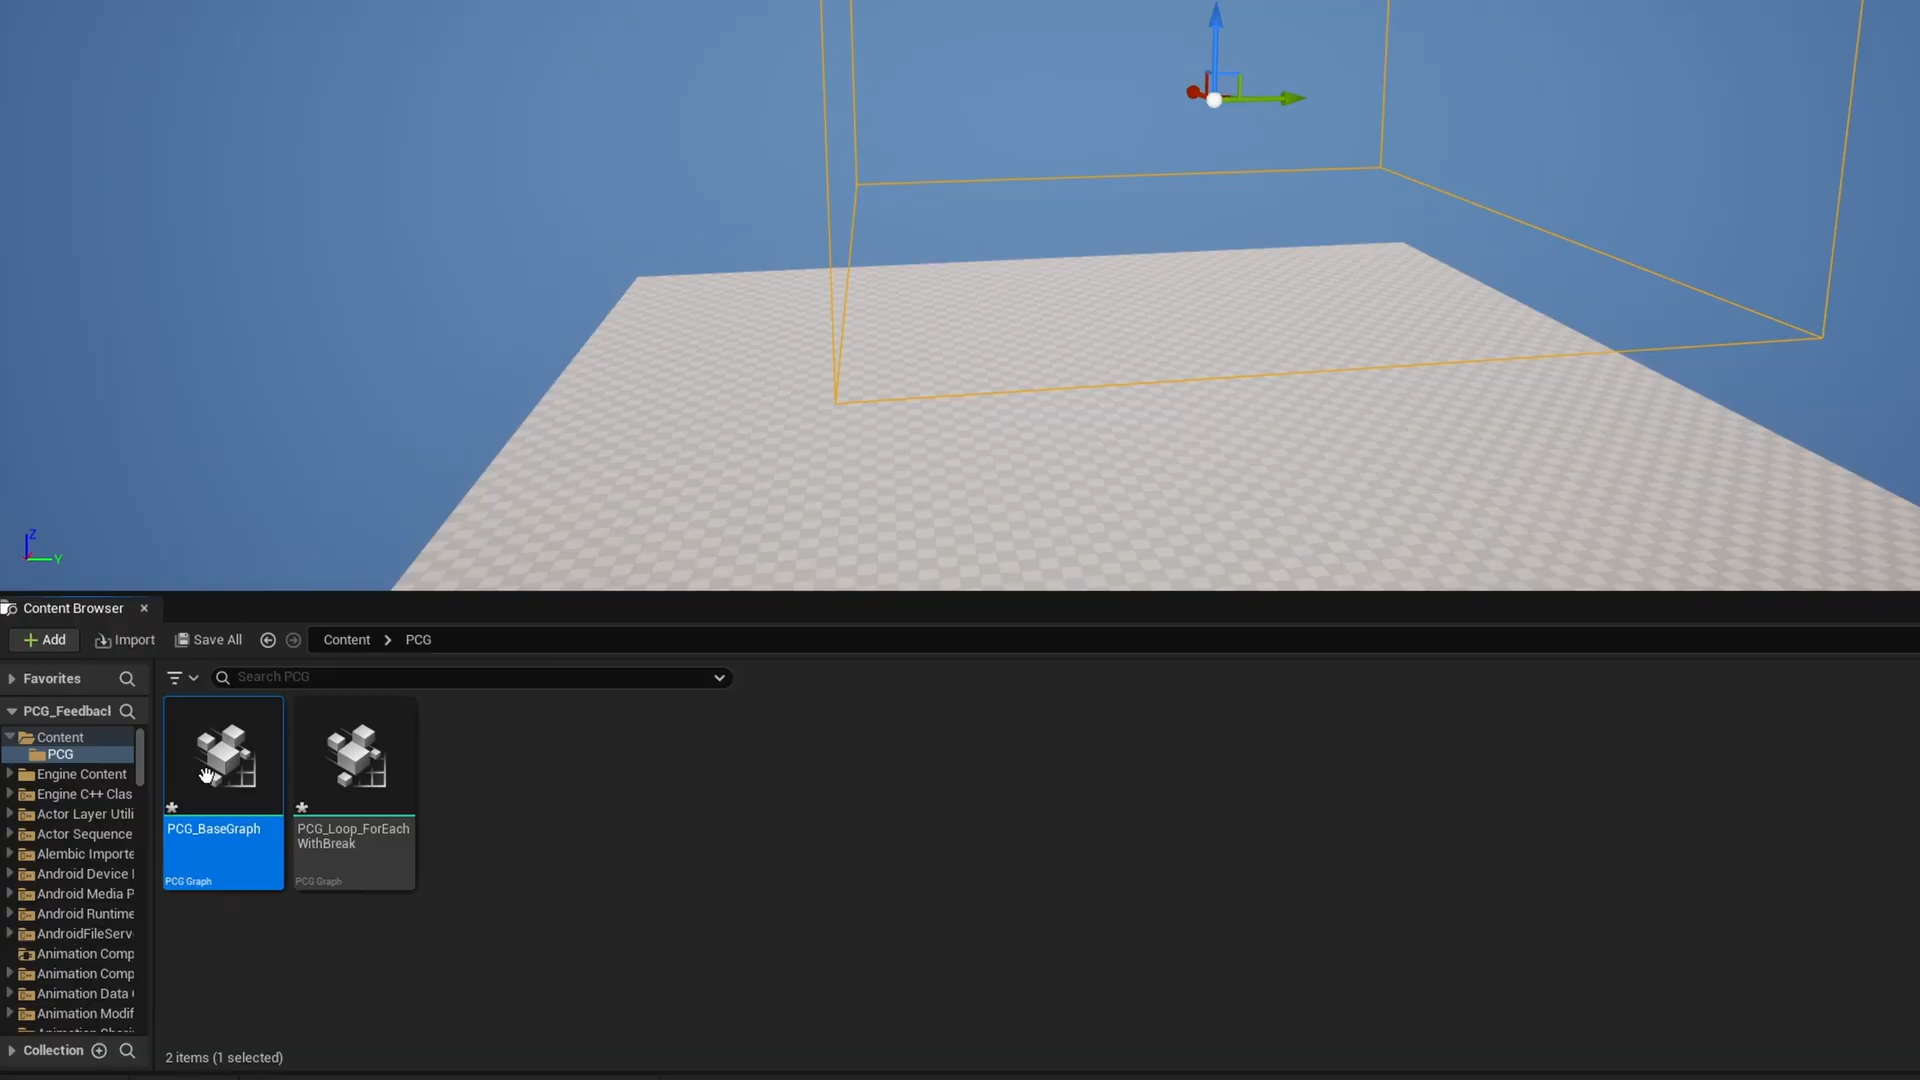 Z
Y
Content Browser
Add
Import
Save All
Content
PCG
Favorites
Search PCG
PCG_Feedbacl
Content
PCG
Engine Content
Engine C++ Clas
Actor Layer Utili
Actor Sequence
Alembic Importe
Android Device
Android Media P
Android Runtime
AndroidFileServ
Animation Comp
Animation Comp
Animation Data
Animation Modif
PCG_BaseGraph
PCG Graph
PCG_Loop_ForEach
WithBreak
PCG Graph
Collection
2 items (1 selected)